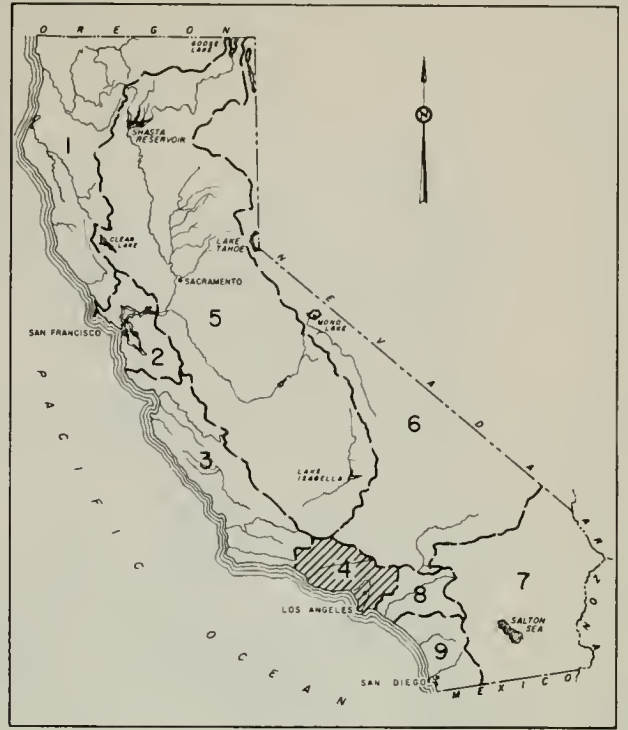 OREGON
GOOSE
LAKE
SHASTA
RESERVOIR
1
CLEAR
LAKE
LAKE
TAHOE
SACRAMENTO
NEVADA
5
MONO
LAKE
SAN FRANCISCO
2
PACIFIC
6
3
LAKE
ISABELLA
ARIZONA
4
7
8
LOS ANGELES
SALTON
SEA
OCEAN
9
SAN DIEGO
MEXICO
N